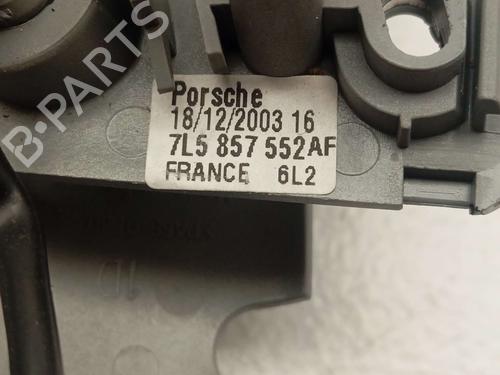 Porsche
18/12/2003 16
7L5 857 552AF
FRANCE 6L2
B-PARTS